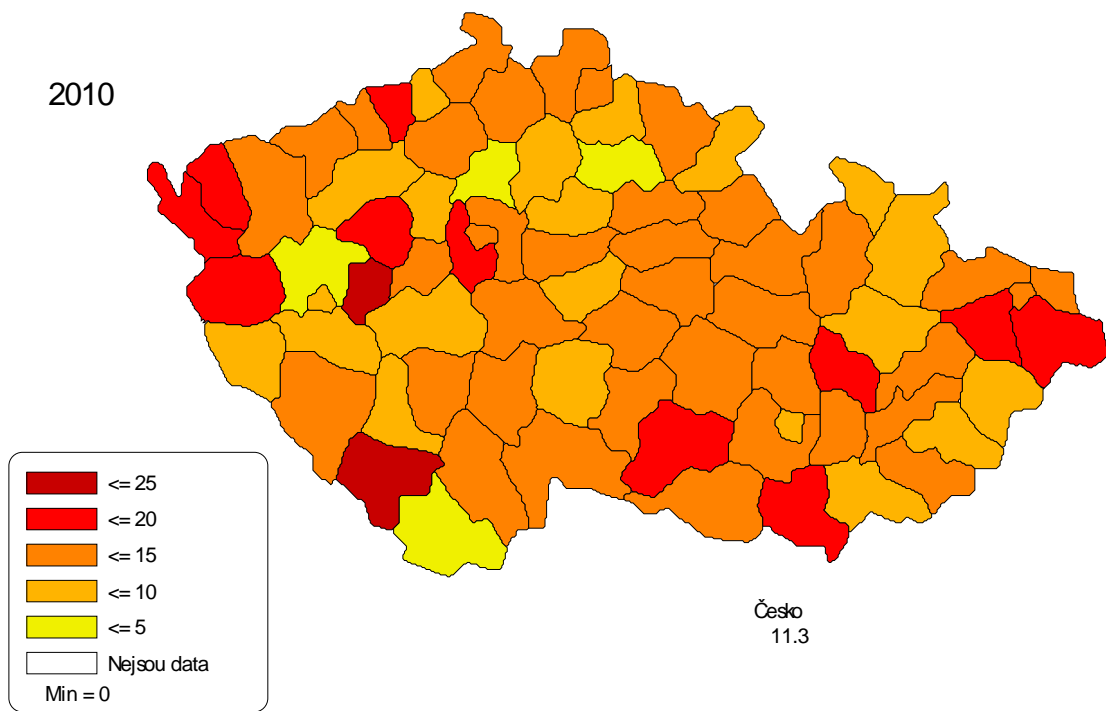 2010
<= 25
<= 20
<= 15
<= 10
<= 5
Nejsou data
Min = 0
Česko
11.3